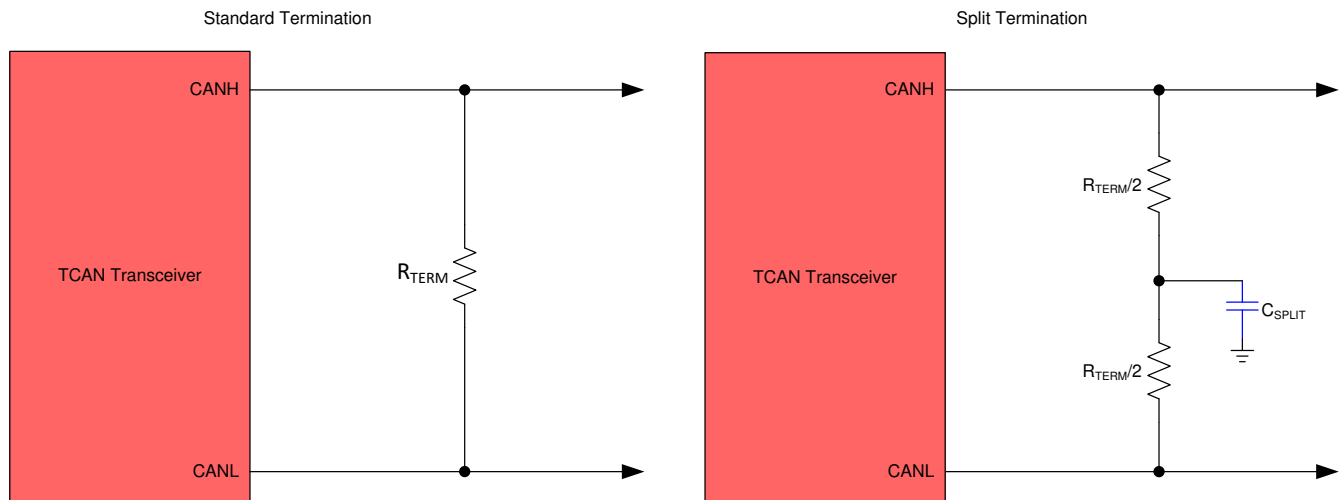 Standard Termination
CANH
TCAN Transceiver
RTERM
CANL
Split Termination
CANH
RTERM/2
TCAN Transceiver
CSPLIT
RTERM/2
CANL